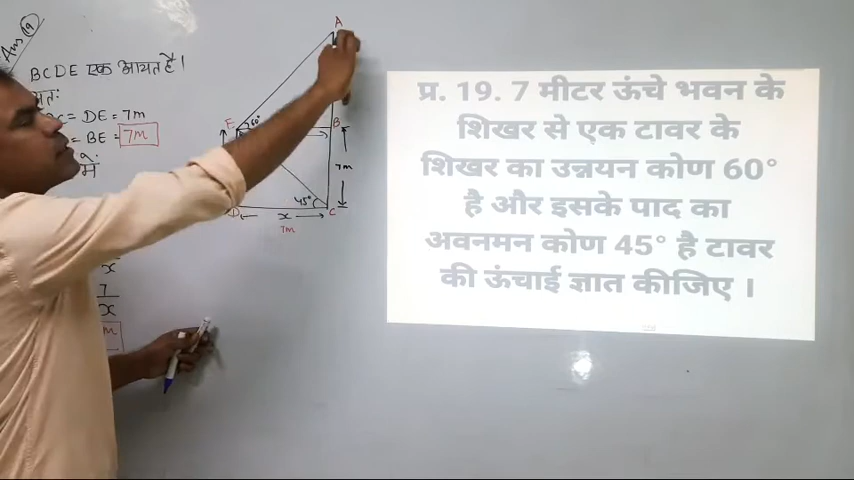 Ans 19
BCDE एक आयत है।
अतः
= DE = 7m
= BE = 7m
x
7
x
m
A
E 60°
B
7m
45°
D x C
7m
प्र. 19. 7 मीटर ऊंचे भवन के
शिखर से एक टावर के
शिखर का उन्नयन कोण 60°
है और इसके पाद का
अवनमन कोण 45° है टावर
की ऊंचाई ज्ञात कीजिए।